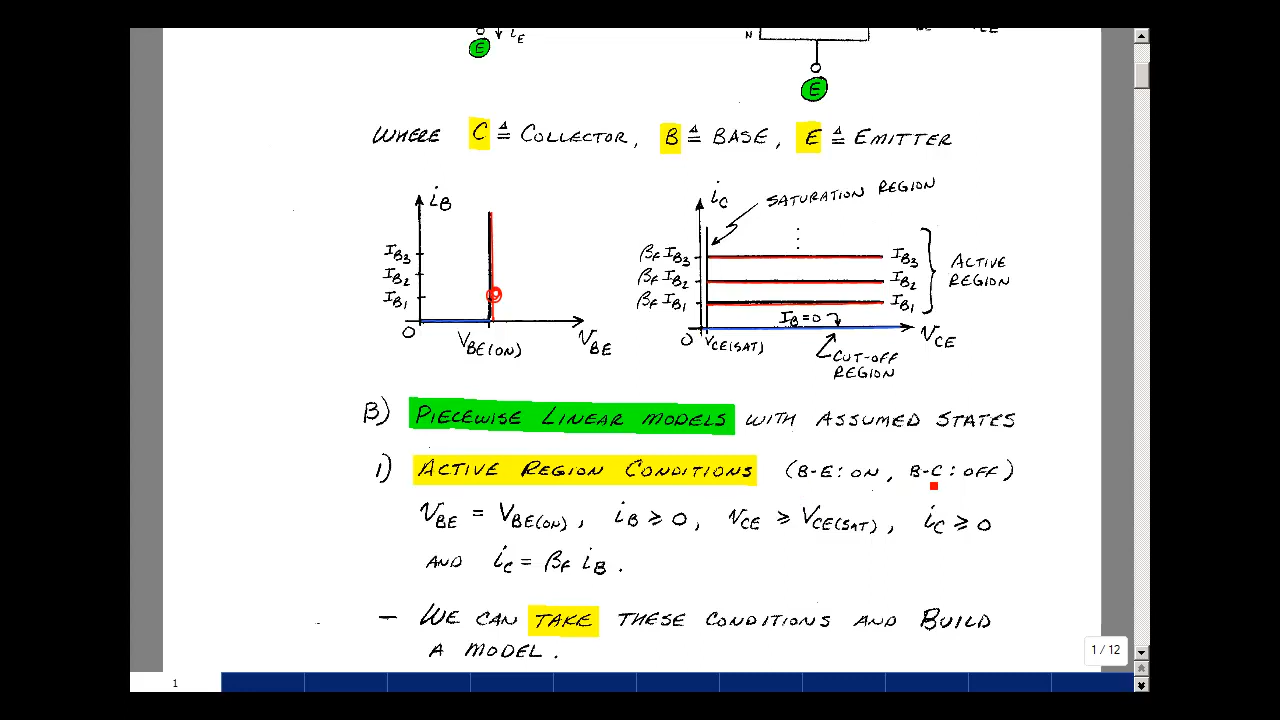 iE
E
N
E
CE
WHERE C ≜ COLLECTOR, B ≜ BASE, E ≜ EMITTER
iB
IB3
IB2
IB1
0
VBE(ON)
VBE
iC
SATURATION REGION
βF IB3
βF IB2
βF IB1
IB3
IB2
IB1
ACTIVE
REGION
IB=0
0
VCE(SAT)
VCE
CUT-OFF
REGION
B) PIECEWISE LINEAR MODELS WITH ASSUMED STATES
1) ACTIVE REGION CONDITIONS (B-E: ON, B-C: OFF)
VBE = VBE(ON), iB ≥ 0, VCE ≥ VCE(SAT), iC ≥ 0
AND iC = βF iB.
- WE CAN TAKE THESE CONDITIONS AND BUILD
A MODEL.
1 / 12
1